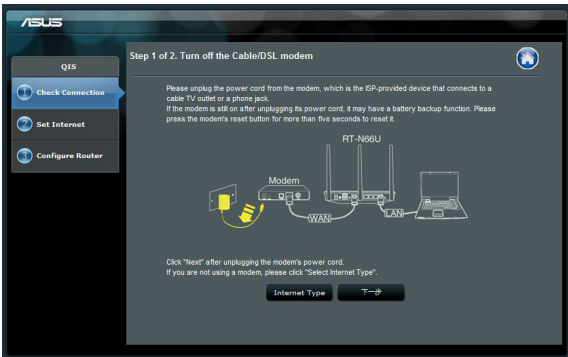 ASUS
QIS
1 Check Connection
2 Set Internet
3 Configure Router
Step 1 of 2. Turn off the Cable/DSL modem
Please unplug the power cord from the modem, which is the ISP-provided device that connects to a
cable TV outlet or a phone jack.
If the modem is still on after unplugging its power cord, it may have a battery backup function. Please
press the modem's reset button for more than five seconds to reset it.
RT-N66U
Modem
WAN
LAN
Click "Next" after unplugging the modem's power cord.
If you are not using a modem, please click "Select Internet Type".
Internet Type
下一步